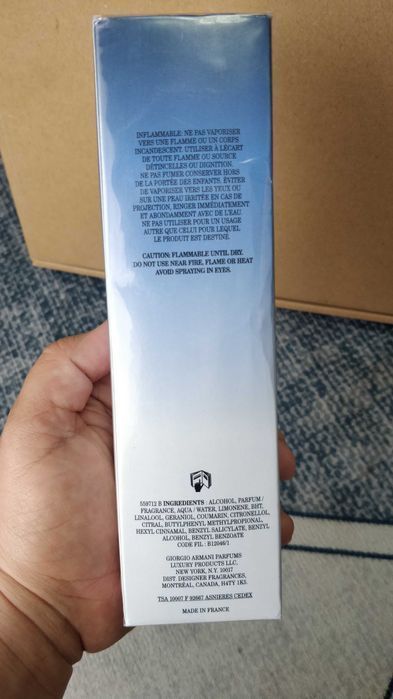 INFLAMMABLE: NE PAS VAPORISER
VERS UNE FLAMME OU UN CORPS
INCANDESCENT. UTILISER À L'ÉCART
DE TOUTE FLAMME OU SOURCE
D'ÉTINCELLES OU D'IGNITION.
NE PAS FUMER CONSERVER HORS
DE LA PORTÉE DES ENFANTS. ÉVITER
DE VAPORISER VERS LES YEUX OU
SUR UNE PEAU IRRITÉE EN CAS DE
PROJECTION, RINCER IMMÉDIATEMENT
ET ABONDAMMENT AVEC DE L'EAU.
NE PAS UTILISER POUR UN USAGE
AUTRE QUE CELUI POUR LEQUEL
LE PRODUIT EST DESTINÉ.
CAUTION: FLAMMABLE UNTIL DRY.
DO NOT USE NEAR FIRE, FLAME OR HEAT
AVOID SPRAYING IN EYES.
559712 B INGREDIENTS : ALCOHOL, PARFUM /
FRAGRANCE, AQUA / WATER, LIMONENE, BHT,
LINALOOL, GERANIOL, COUMARIN, CITRONELLOL,
CITRAL, BUTYLPHENYL METHYLPROPIONAL,
HEXYL CINNAMAL, BENZYL SALICYLATE, BENZYL
ALCOHOL, BENZYL BENZOATE
CODE FIL : B12046/1
GIORGIO ARMANI PARFUMS
LUXURY PRODUCTS LLC,
NEW YORK, N.Y. 10017
DIST. DESIGNER FRAGRANCES,
MONTRÉAL, CANADA, H4TY 1K5.
TSA 10007 F 92667 ASNIERES CEDEX
MADE IN FRANCE